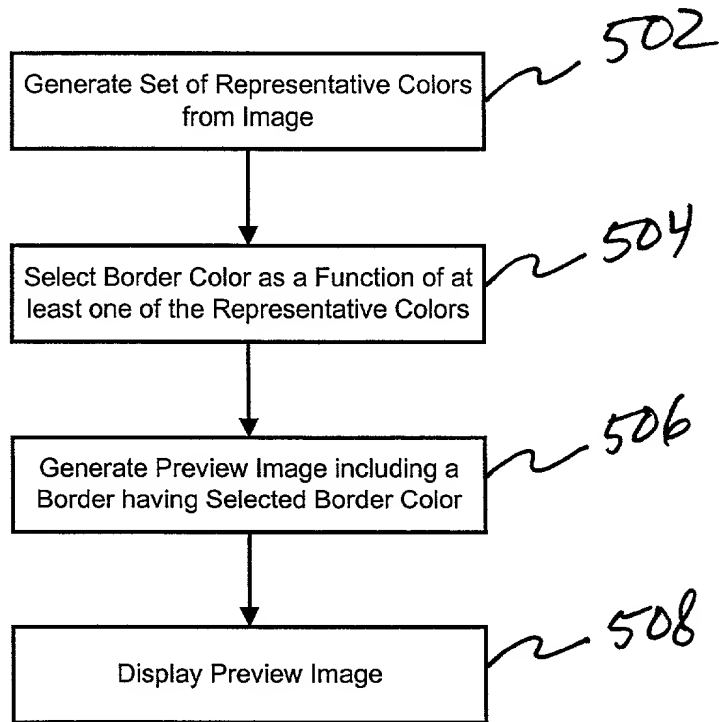 502
Generate Set of Representative Colors
from Image
504
Select Border Color as a Function of at
least one of the Representative Colors
506
Generate Preview Image including a
Border having Selected Border Color
508
Display Preview Image